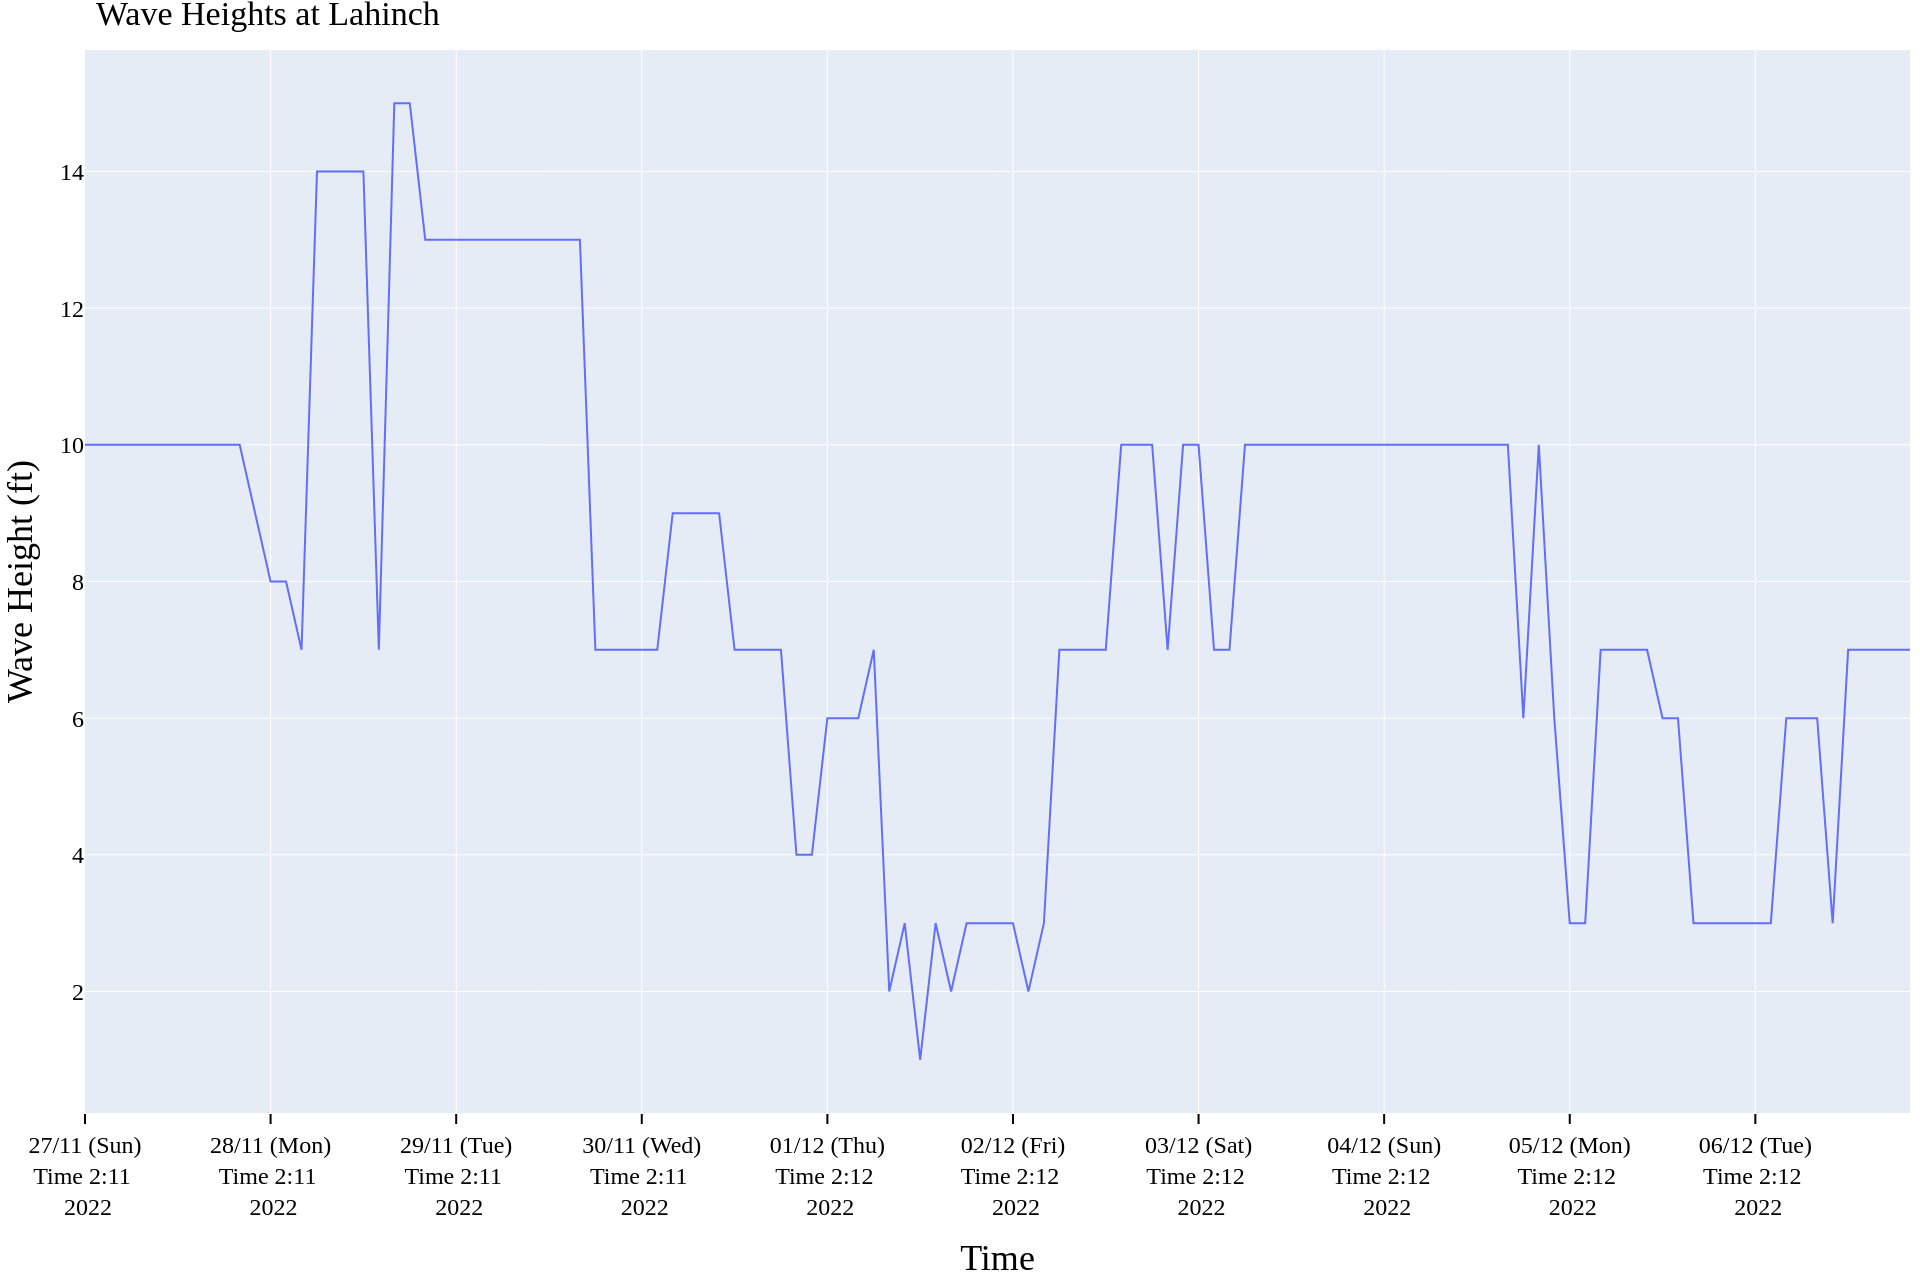 Wave Heights at Lahinch
Wave Height (ft)
14
12
10
8
6
4
2
27/11 (Sun)
Time 2:11
2022
28/11 (Mon)
Time 2:11
2022
29/11 (Tue)
Time 2:11
2022
30/11 (Wed)
Time 2:11
2022
01/12 (Thu)
Time 2:12
2022
02/12 (Fri)
Time 2:12
2022
03/12 (Sat)
Time 2:12
2022
04/12 (Sun)
Time 2:12
2022
05/12 (Mon)
Time 2:12
2022
06/12 (Tue)
Time 2:12
2022
Time